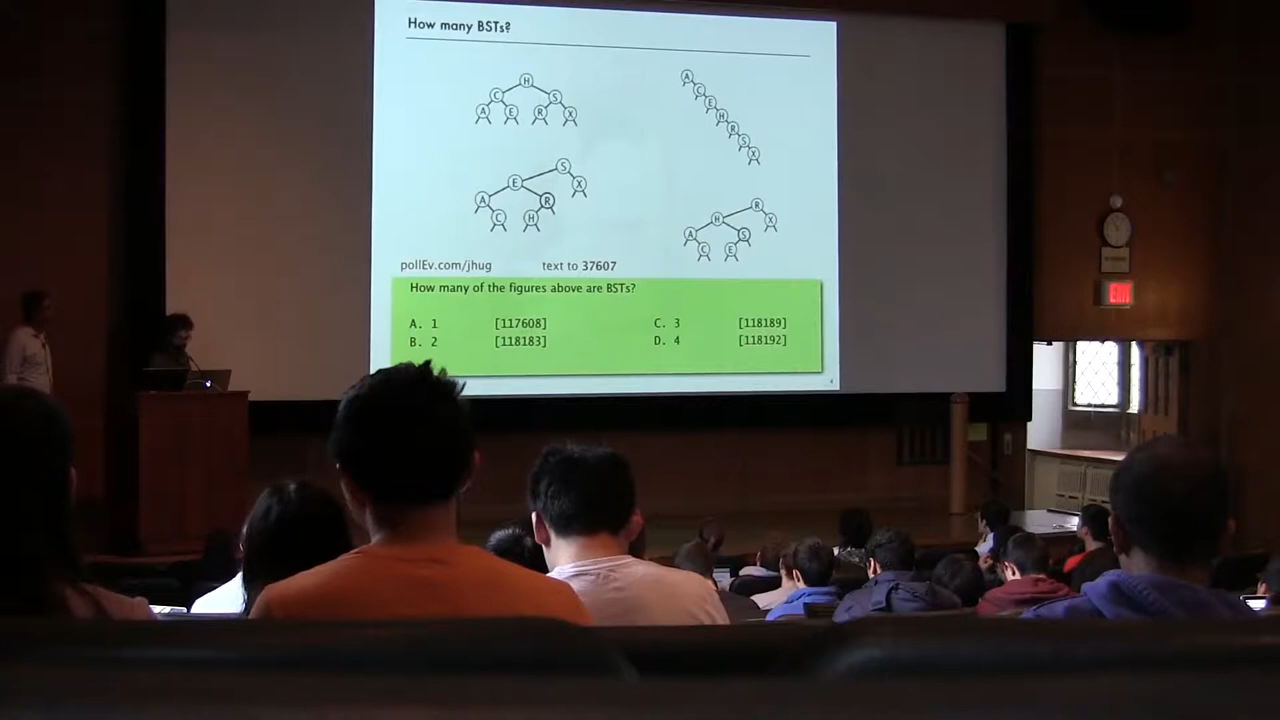 How many BSTs?
H
C S
A E R X
A
C
E
H
R
S
X
S
E X
A R
C H
R
H X
A S
C E
pollEv.com/jhug text to 37607
How many of the figures above are BSTs?
A. 1 [117608] C. 3 [118189]
B. 2 [118183] D. 4 [118192]
4
EXIT